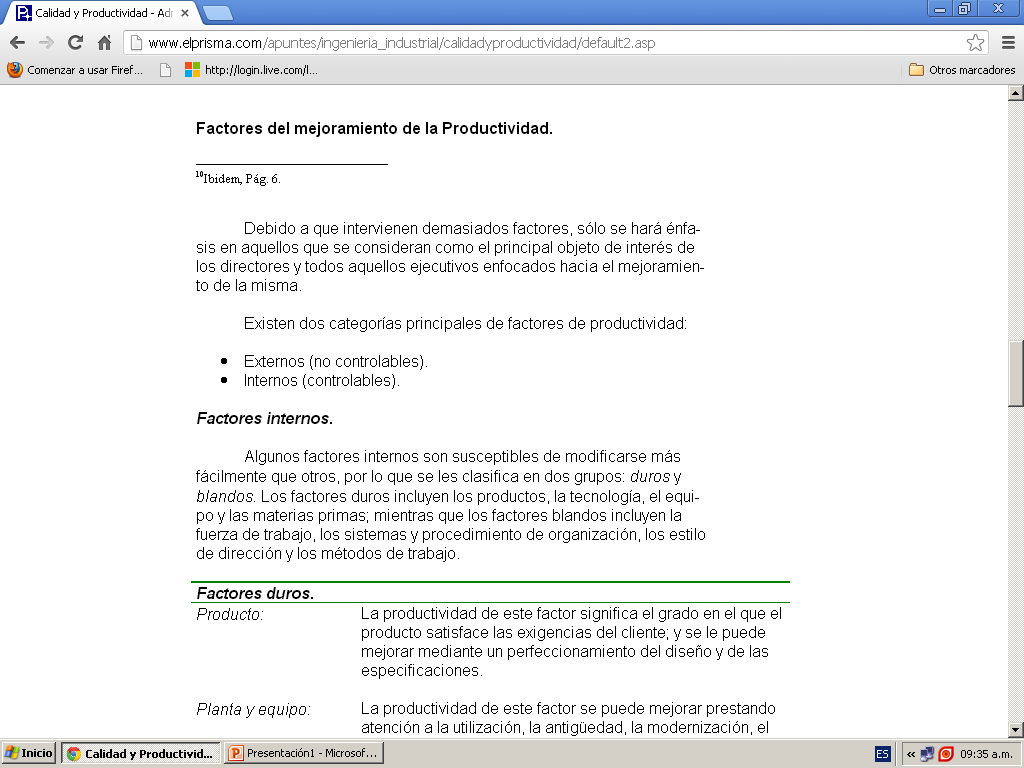 Calidad y Productividad - Adr
www.elprisma.com/apuntes/ingenieria_industrial/calidadyproductividad/default2.asp
Comenzar a usar Firef...
http://login.live.com/l...
Otros marcadores
Factores del mejoramiento de la Productividad.
10Ibidem, Pág. 6.
Debido a que intervienen demasiados factores, sólo se hará énfa-
sis en aquellos que se consideran como el principal objeto de interés de
los directores y todos aquellos ejecutivos enfocados hacia el mejoramien-
to de la misma.
Existen dos categorías principales de factores de productividad:
• Externos (no controlables).
• Internos (controlables).
Factores internos.
Algunos factores internos son susceptibles de modificarse más
fácilmente que otros, por lo que se les clasifica en dos grupos: duros y
blandos. Los factores duros incluyen los productos, la tecnología, el equi-
po y las materias primas; mientras que los factores blandos incluyen la
fuerza de trabajo, los sistemas y procedimiento de organización, los estilo
de dirección y los métodos de trabajo.
Factores duros.
Producto: La productividad de este factor significa el grado en el que el
producto satisface las exigencias del cliente; y se le puede
mejorar mediante un perfeccionamiento del diseño y de las
especificaciones.
Planta y equipo: La productividad de este factor se puede mejorar prestando
atención a la utilización, la antigüedad, la modernización, el
Inicio
Calidad y Productivid...
Presentación1 - Microsof...
ES
09:35 a.m.